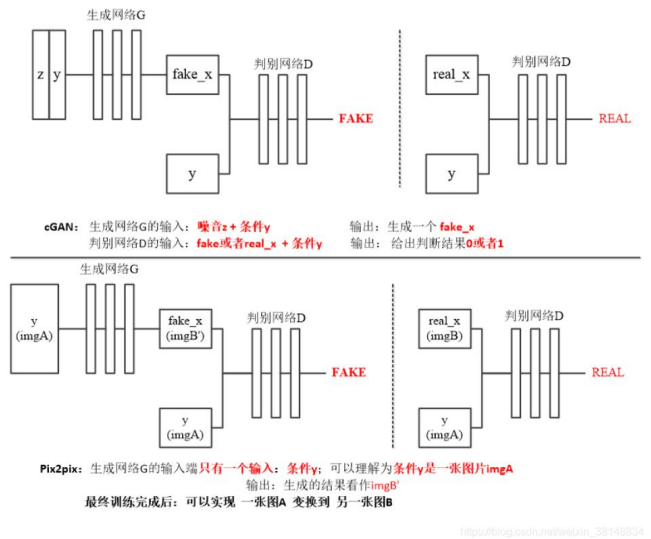 生成网络G
z y
fake_x
判别网络D
FAKE
y
real_x
判别网络D
REAL
y
cGAN: 生成网络G的输入: 噪音z + 条件y 输出: 生成一个 fake_x
判别网络D的输入: fake或者real_x + 条件y 输出: 给出判断结果0或者1
生成网络G
y
(imgA)
fake_x
(imgB')
判别网络D
FAKE
y
(imgA)
real_x
(imgB)
判别网络D
REAL
y
(imgA)
Pix2pix: 生成网络G的输入端只有一个输入: 条件y; 可以理解为条件y是一张图片imgA
输出: 生成的结果看作imgB'
最终训练完成后: 可以实现 一张图A 变换到 另一张图B
https://blog.csdn.net/weixin_38148834